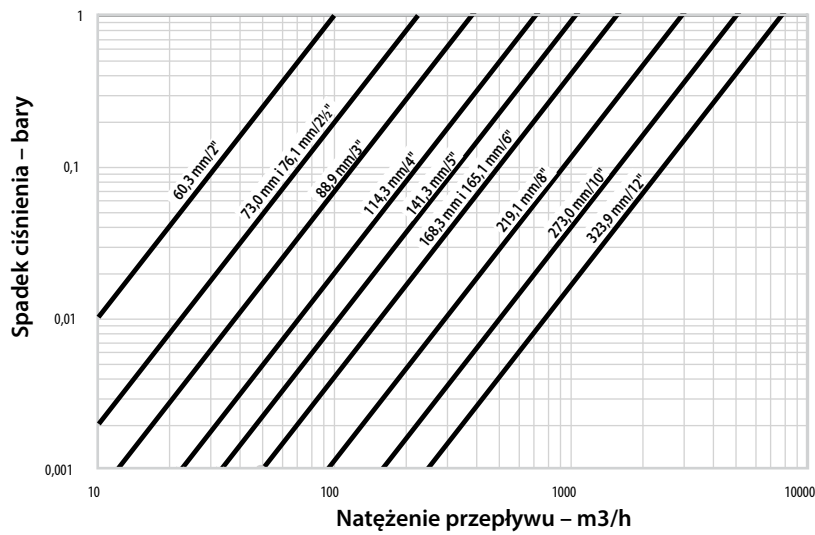 1
0,1
0,01
0,001
Spadek ciśnienia – bary
60,3 mm/2"
73,0 mm i 76,1 mm/2½"
88,9 mm/3"
114,3 mm/4"
141,3 mm/5"
168,3 mm i 165,1 mm/6"
219,1 mm/8"
273,0 mm/10"
323,9 mm/12"
10
100
1000
10000
Natężenie przepływu – m3/h